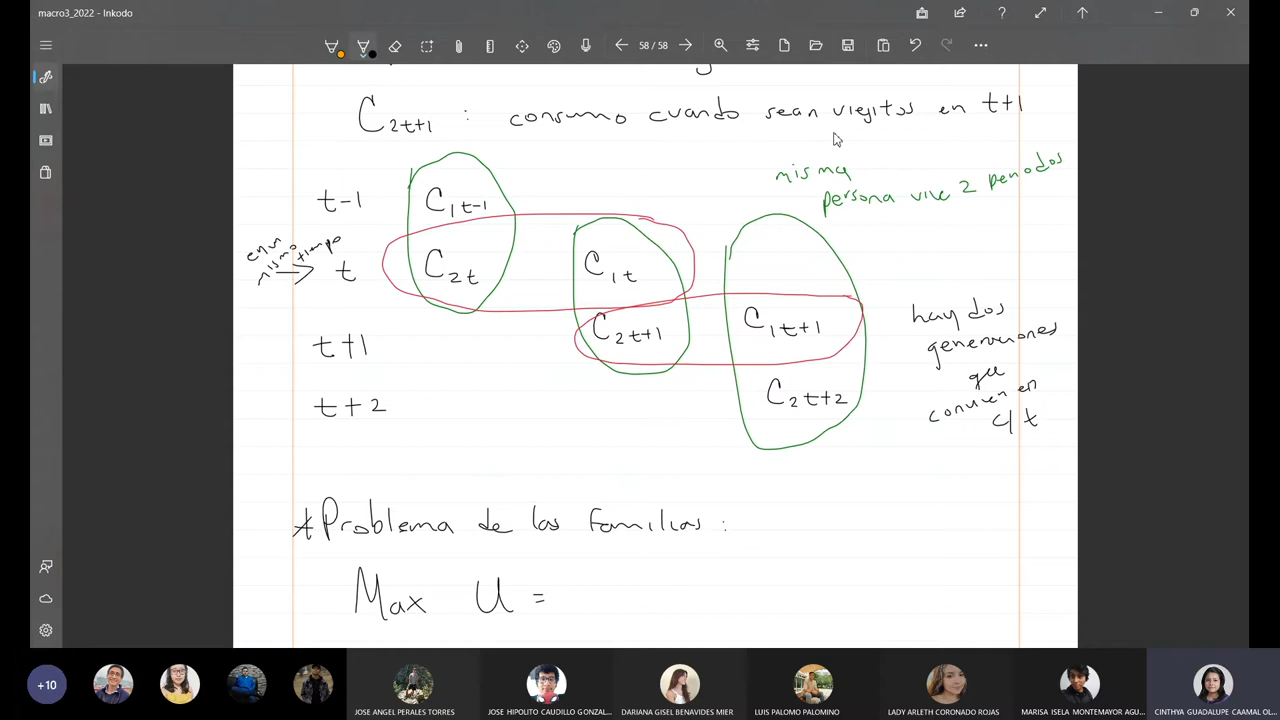 macro3_2022 - Inkodo
58 / 58
C2t+1 : consumo cuando sean viejitos en t+1
misma
persona vive 2 periodos
t-1 C1t-1
en un
mismo tiempo
→ t C2t C1t
t+1 C2t+1 C1t+1
t+2 C2t+2
hay dos
generaciones
que
conviven en
c/ t
*Problema de las familias :
Max U =
+10
JOSE ANGEL PERALES TORRES
JOSE HIPOLITO CAUDILLO GONZAL...
DARIANA GISEL BENAVIDES MIER
LUIS PALOMO PALOMINO
LADY ARLETH CORONADO ROJAS
MARISA ISELA MONTEMAYOR AGU...
CINTHYA GUADALUPE CAAMAL OL...